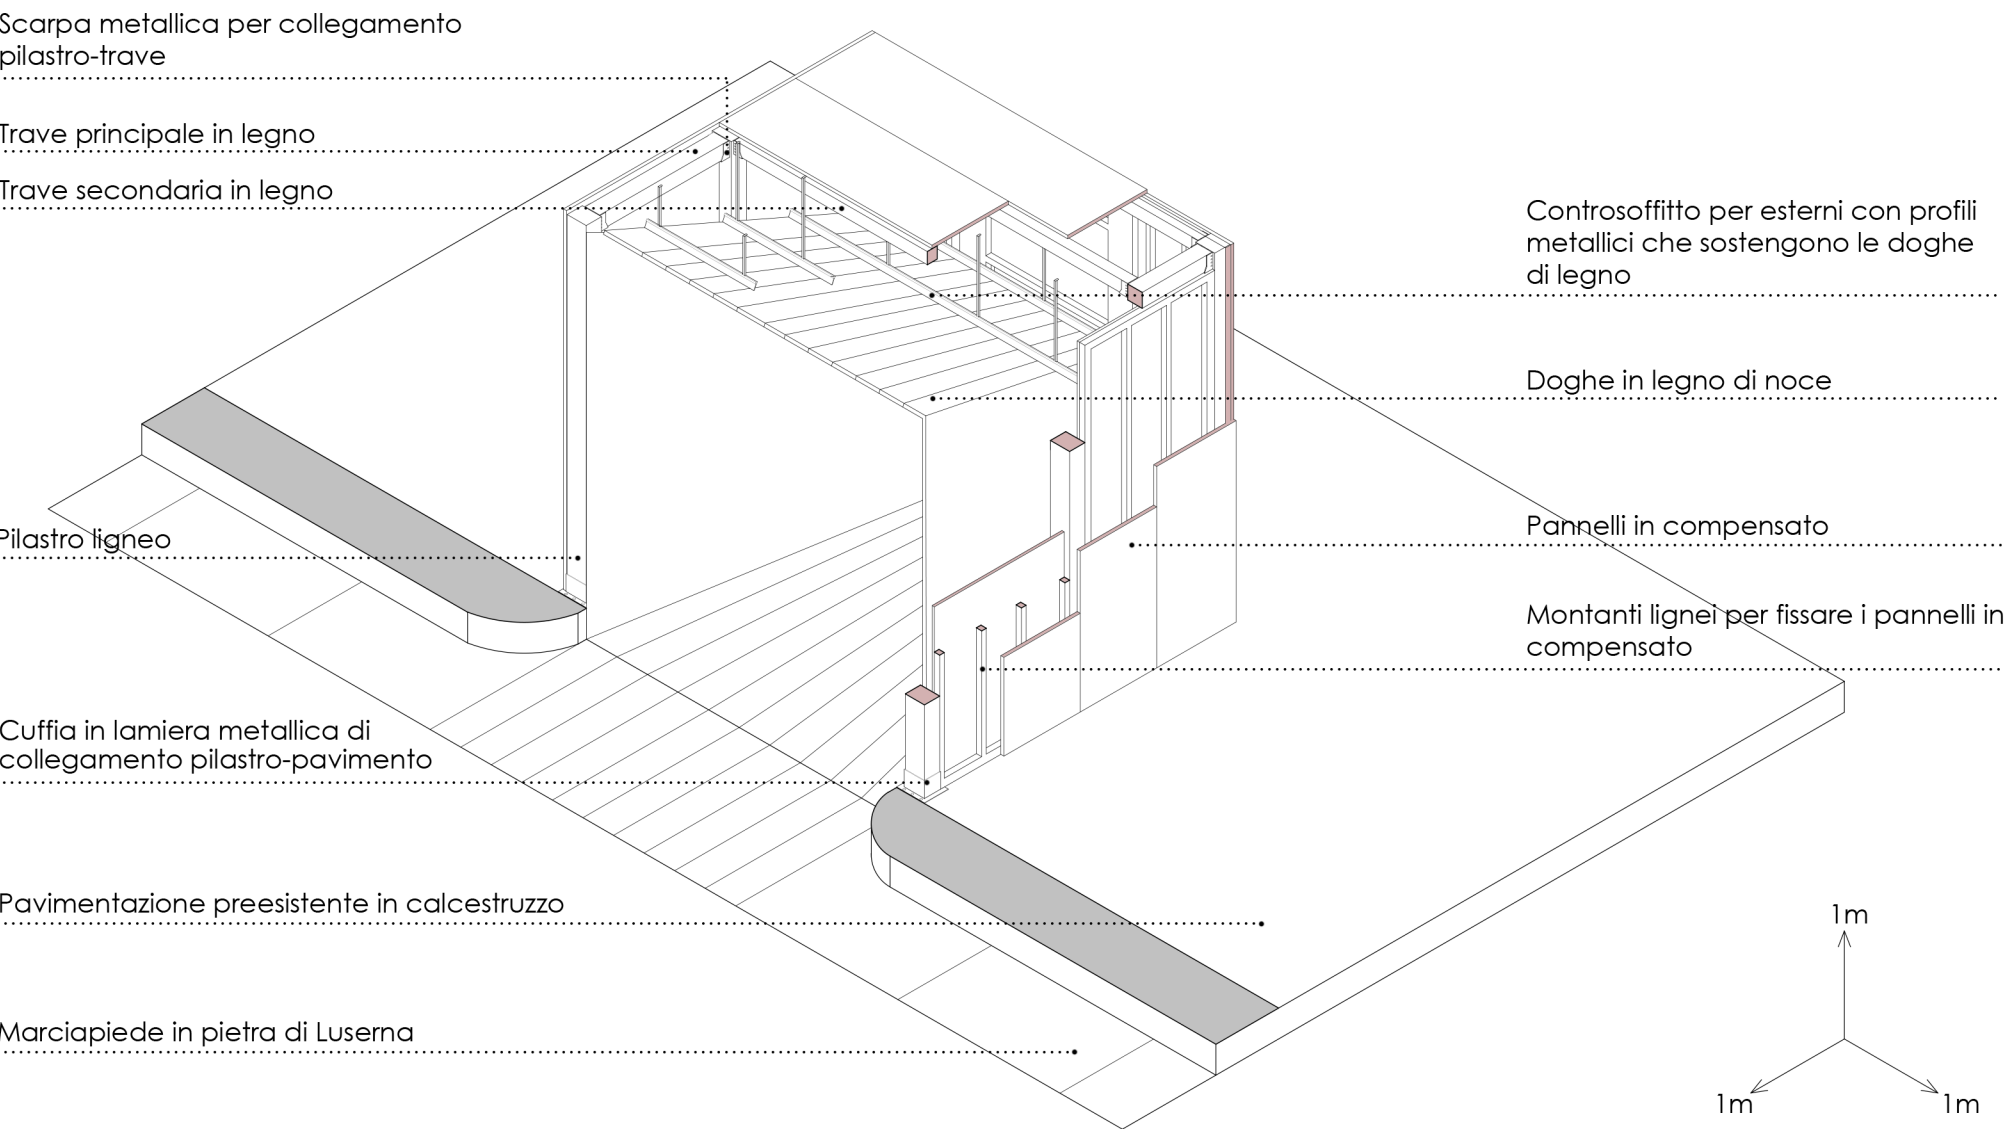 Scarpa metallica per collegamento
pilastro-trave
Trave principale in legno
Trave secondaria in legno
Pilastro ligneo
Cuffia in lamiera metallica di
collegamento pilastro-pavimento
Pavimentazione preesistente in calcestruzzo
Marciapiede in pietra di Luserna
Controsoffitto per esterni con profili
metallici che sostengono le doghe
di legno
Doghe in legno di noce
Pannelli in compensato
Montanti lignei per fissare i pannelli in
compensato
1m
1m
1m